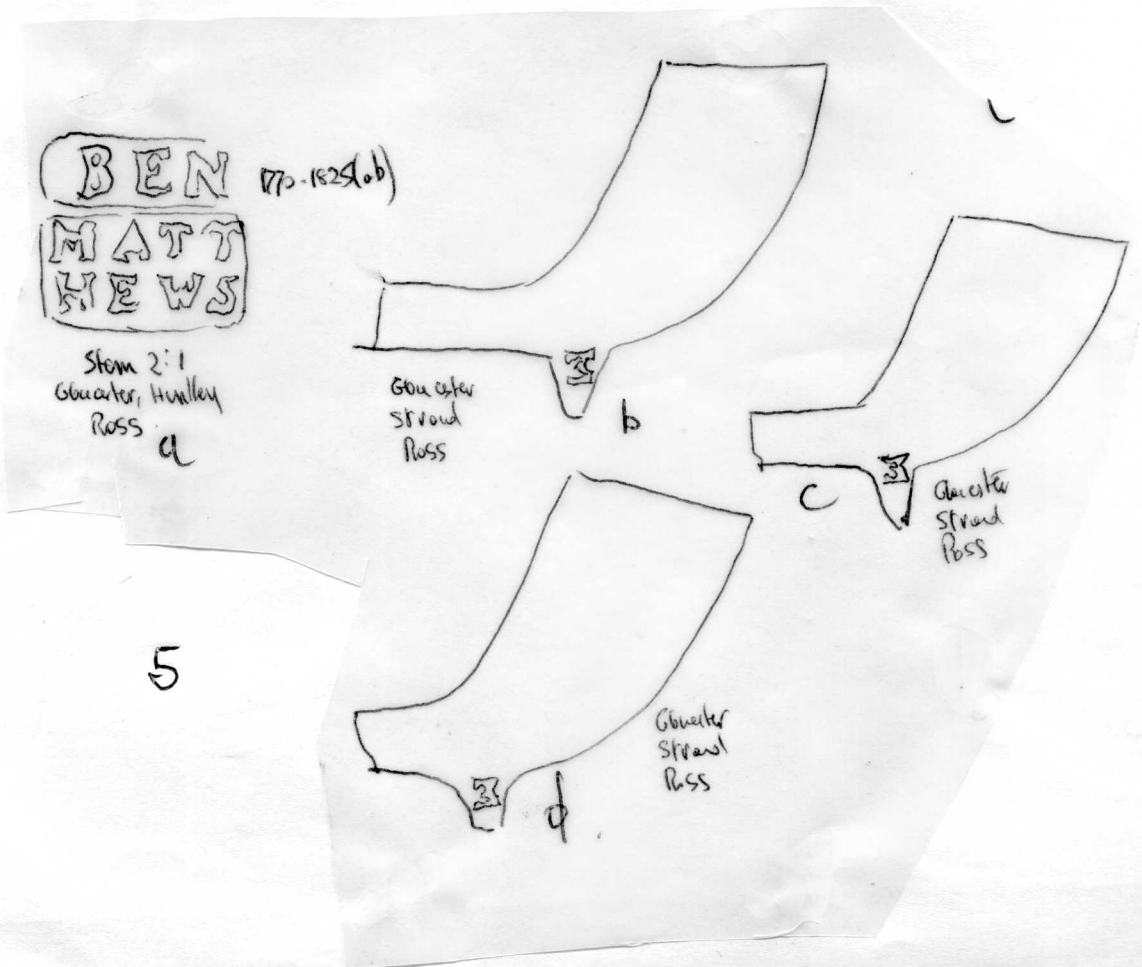 BEN
1770-1825(ob)
MATT
HEWS
Stem 2:1
Gloucester, Huntley
Ross
a
Gloucester
Stroud
Ross
b
c
Gloucester
Stroud
Ross
5
Gloucester
Stroud
Ross
d